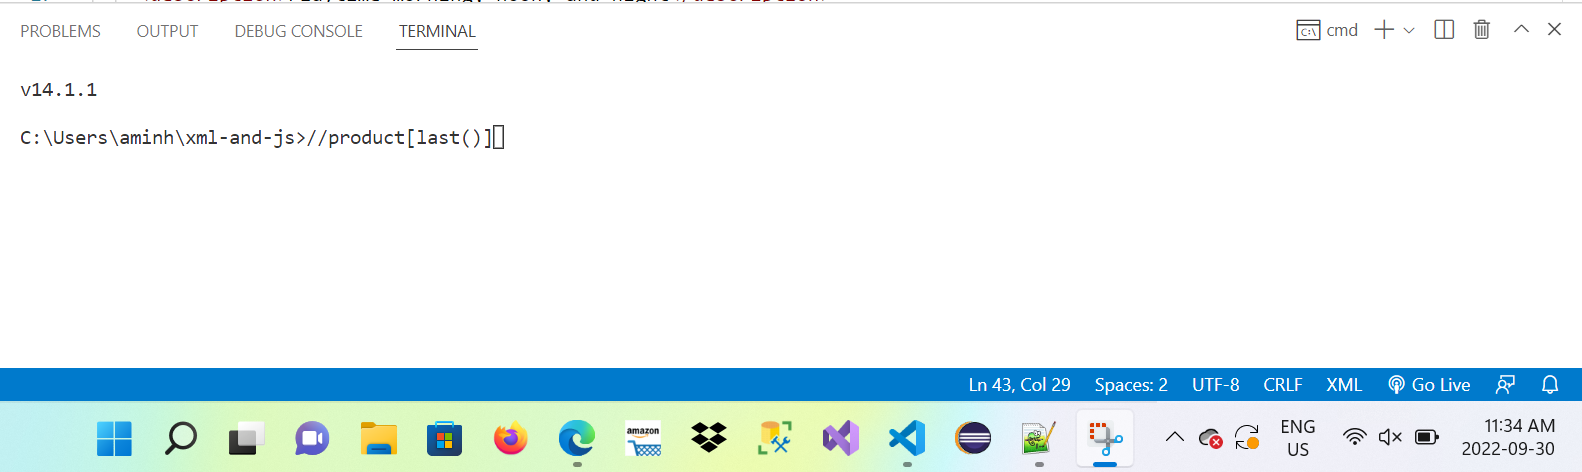 PROBLEMS OUTPUT DEBUG CONSOLE TERMINAL cmd
v14.1.1
C:\Users\aminh\xml-and-js>//product[last()]
Ln 43, Col 29 Spaces: 2 UTF-8 CRLF XML Go Live
amazon
ENG 11:34 AM
US 2022-09-30